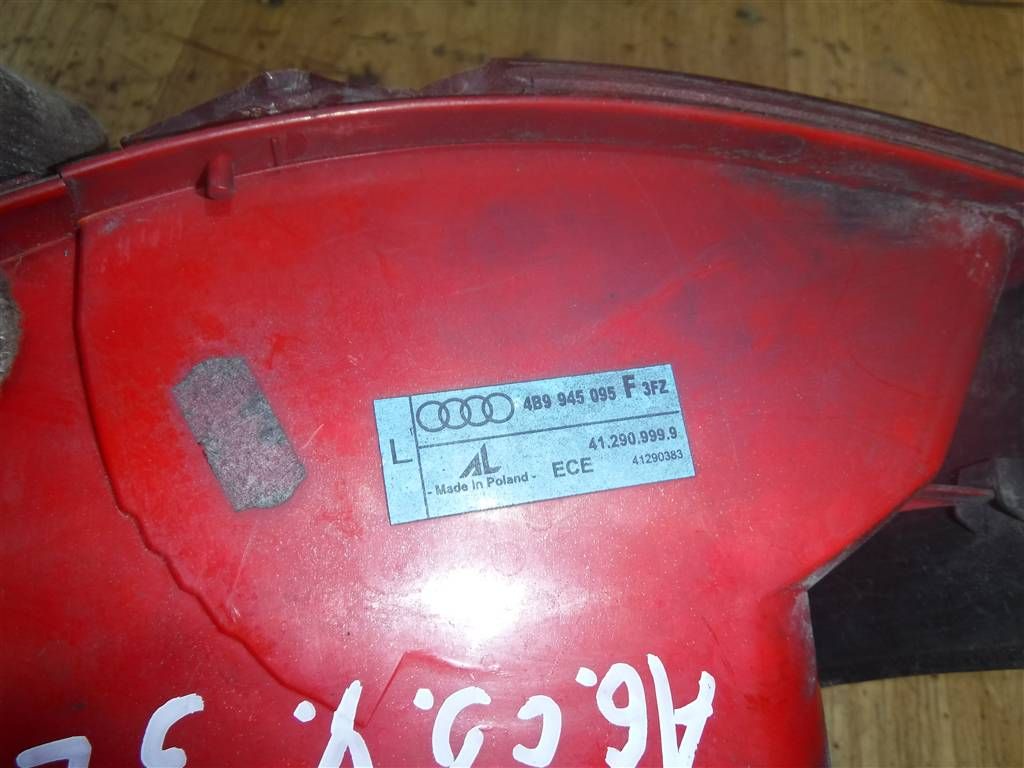 L
4B9 945 095 F 3FZ
41.290.999.9
AL ECE 41290383
- Made in Poland -
A6.C5.